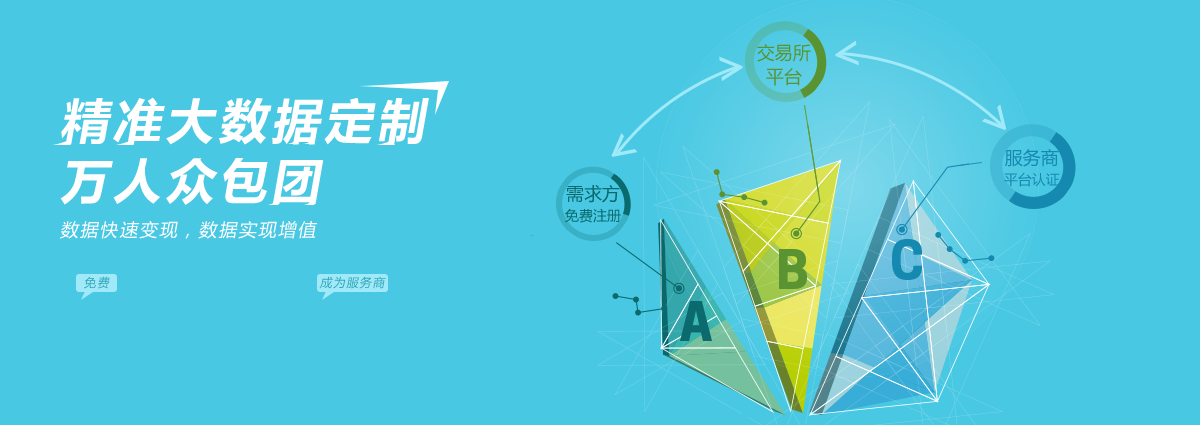 精准大数据定制
万人众包团
数据快速变现，数据实现增值
免费
成为服务商
交易所
平台
需求方
免费注册
服务商
平台认证
A
B
C